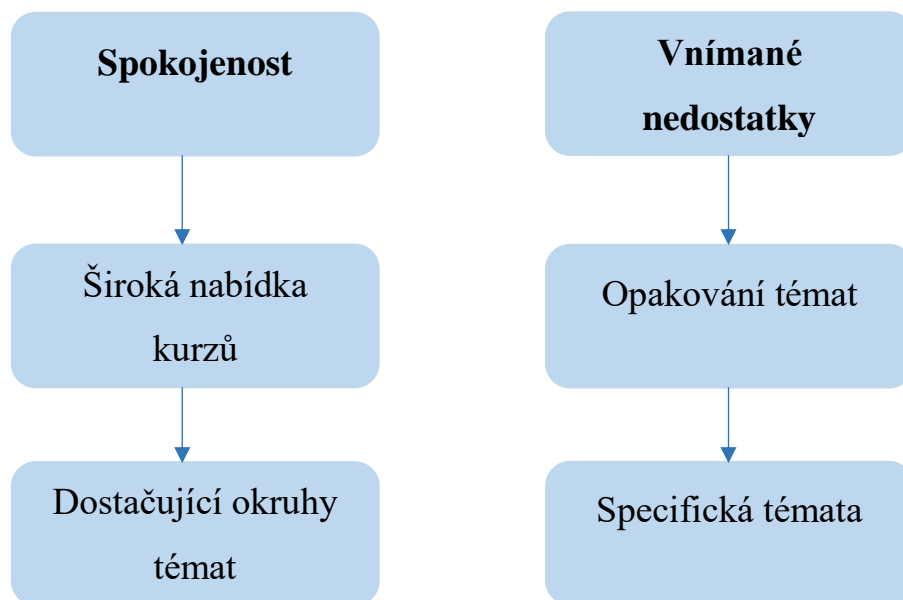 Spokojenost
Vnímané
nedostatky
Široká nabídka
kurzů
Opakování témat
Dostačující okruhy
témat
Specifická témata